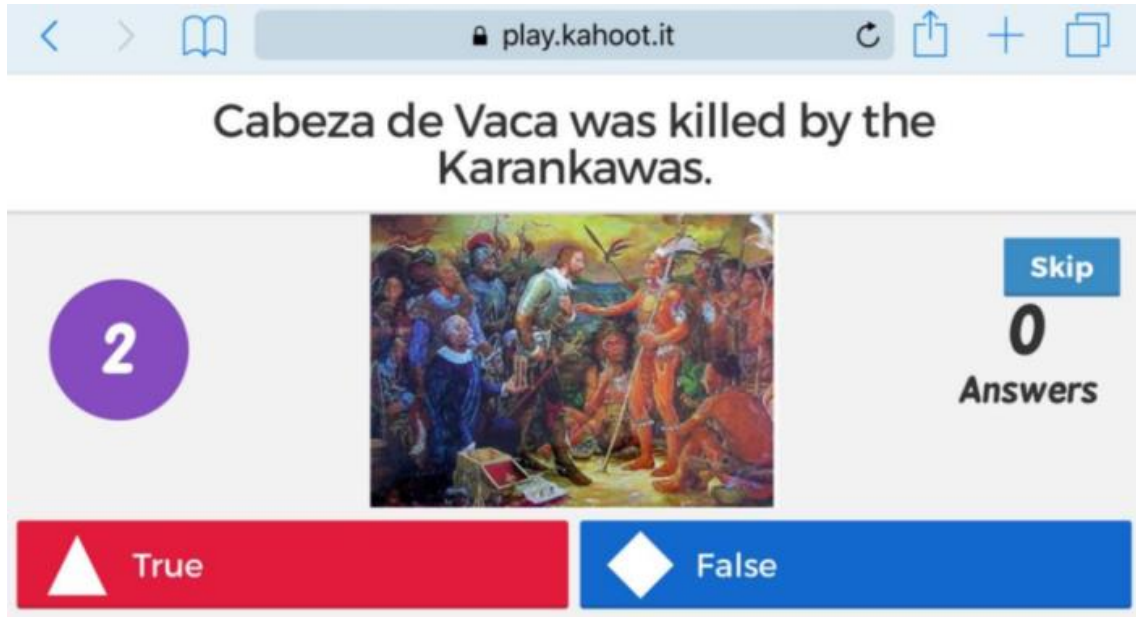 play.kahoot.it
Cabeza de Vaca was killed by the
Karankawas.
2
Skip
0
Answers
True
False